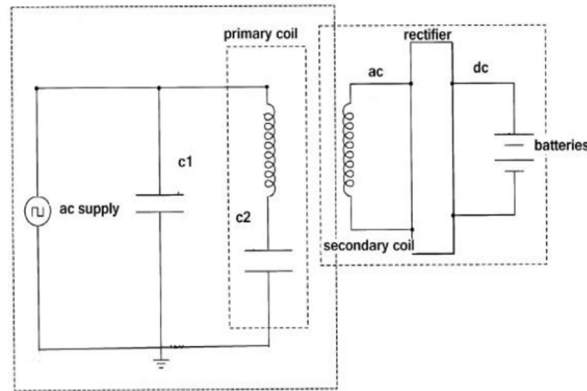 primary coil
rectifier
ac
dc
c1
batteries
ac supply
c2
secondary coil